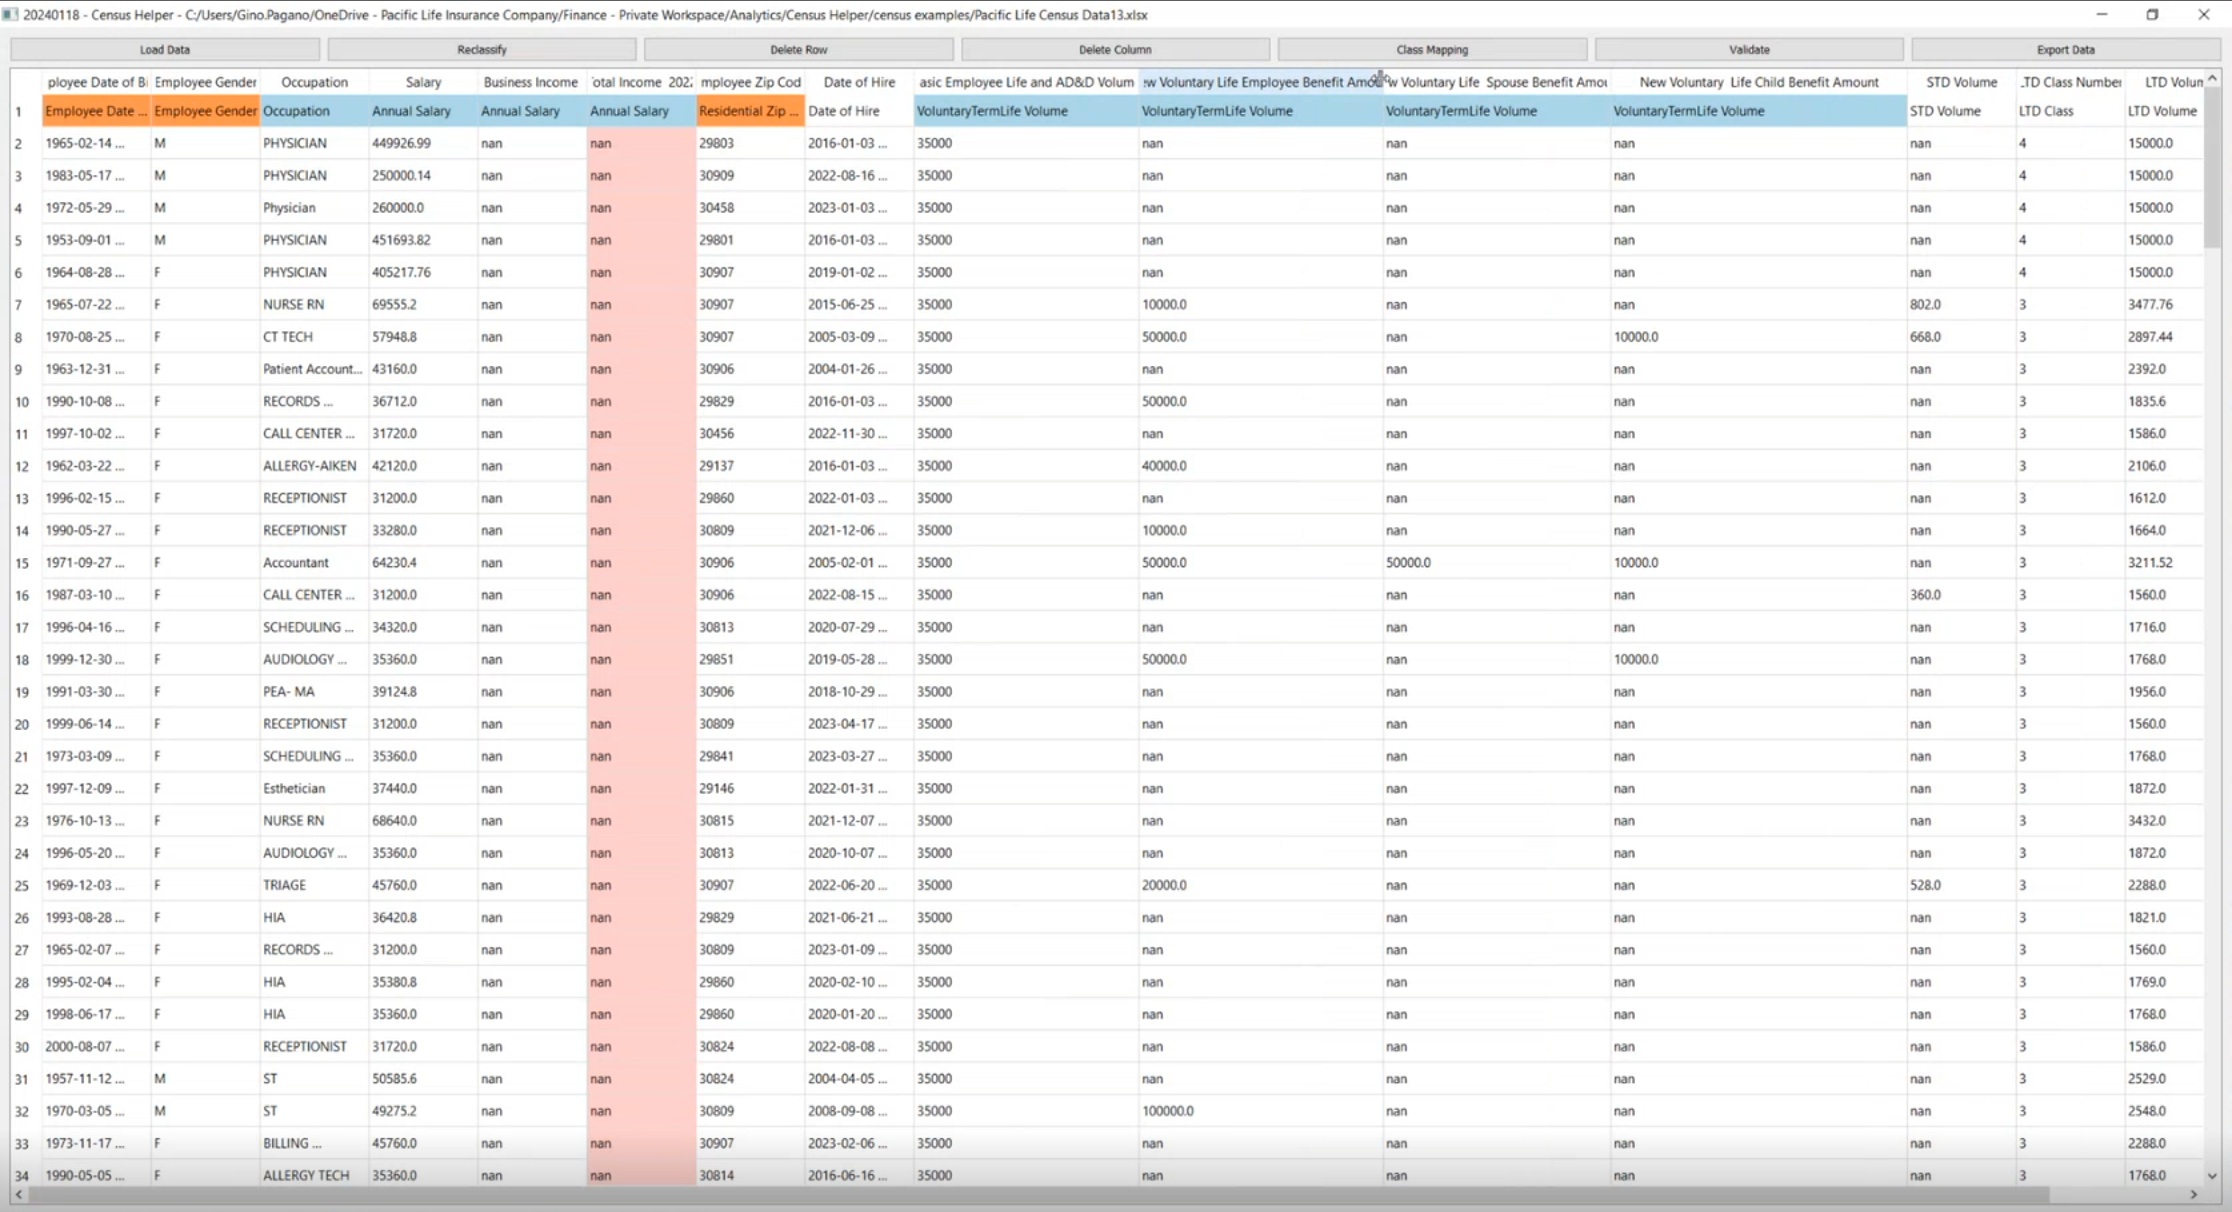 20240118 - Census Helper - C:/Users/Gino.Pagano/OneDrive - Pacific Life Insurance Company/Finance - Private Workspace/Analytics/Census Helper/census examples/Pacific Life Census Data13.xlsx
Load Data Reclassify Delete Row Delete Column Class Mapping Validate Export Data
ployee Date of Bi Employee Gender Occupation Salary Business Income otal Income 202 mployee Zip Cod Date of Hire asic Employee Life and AD&D Volum ew Voluntary Life Employee Benefit Amou w Voluntary Life Spouse Benefit Amou New Voluntary Life Child Benefit Amount STD Volume TD Class Number LTD Volun
1 Employee Date ... Employee Gender Occupation Annual Salary Annual Salary Annual Salary Residential Zip ... Date of Hire VoluntaryTermLife Volume VoluntaryTermLife Volume VoluntaryTermLife Volume VoluntaryTermLife Volume STD Volume LTD Class LTD Volume
2 1965-02-14 ... M PHYSICIAN 449926.99 nan nan 29803 2016-01-03 ... 35000 nan nan nan nan 4 15000.0
3 1983-05-17 ... M PHYSICIAN 250000.14 nan nan 30909 2022-08-16 ... 35000 nan nan nan nan 4 15000.0
4 1972-05-29 ... M Physician 260000.0 nan nan 30458 2023-01-03 ... 35000 nan nan nan nan 4 15000.0
5 1953-09-01 ... M PHYSICIAN 451693.82 nan nan 29801 2016-01-03 ... 35000 nan nan nan nan 4 15000.0
6 1964-08-28 ... F PHYSICIAN 405217.76 nan nan 30907 2019-01-02 ... 35000 nan nan nan nan 4 15000.0
7 1965-07-22 ... F NURSE RN 69555.2 nan nan 30907 2015-06-25 ... 35000 10000.0 nan nan 802.0 3 3477.76
8 1970-08-25 ... F CT TECH 57948.8 nan nan 30907 2005-03-09 ... 35000 50000.0 nan 10000.0 668.0 3 2897.44
9 1963-12-31 ... F Patient Account... 43160.0 nan nan 30906 2004-01-26 ... 35000 nan nan nan nan 3 2392.0
10 1990-10-08 ... F RECORDS ... 36712.0 nan nan 29829 2016-01-03 ... 35000 50000.0 nan nan nan 3 1835.6
11 1997-10-02 ... F CALL CENTER ... 31720.0 nan nan 30456 2022-11-30 ... 35000 nan nan nan nan 3 1586.0
12 1962-03-22 ... F ALLERGY-AIKEN 42120.0 nan nan 29137 2016-01-03 ... 35000 40000.0 nan nan nan 3 2106.0
13 1996-02-15 ... F RECEPTIONIST 31200.0 nan nan 29860 2022-01-03 ... 35000 nan nan nan nan 3 1612.0
14 1990-05-27 ... F RECEPTIONIST 33280.0 nan nan 30809 2021-12-06 ... 35000 10000.0 nan nan nan 3 1664.0
15 1971-09-27 ... F Accountant 64230.4 nan nan 30906 2005-02-01 ... 35000 50000.0 50000.0 10000.0 nan 3 3211.52
16 1987-03-10 ... F CALL CENTER ... 31200.0 nan nan 30906 2022-08-15 ... 35000 nan nan nan 360.0 3 1560.0
17 1996-04-16 ... F SCHEDULING ... 34320.0 nan nan 30813 2020-07-29 ... 35000 nan nan nan nan 3 1716.0
18 1999-12-30 ... F AUDIOLOGY ... 35360.0 nan nan 29851 2019-05-28 ... 35000 50000.0 nan 10000.0 nan 3 1768.0
19 1991-03-30 ... F PEA- MA 39124.8 nan nan 30906 2018-10-29 ... 35000 nan nan nan nan 3 1956.0
20 1999-06-14 ... F RECEPTIONIST 31200.0 nan nan 30809 2023-04-17 ... 35000 nan nan nan nan 3 1560.0
21 1973-03-09 ... F SCHEDULING ... 35360.0 nan nan 29841 2023-03-27 ... 35000 nan nan nan nan 3 1768.0
22 1997-12-09 ... F Esthetician 37440.0 nan nan 29146 2022-01-31 ... 35000 nan nan nan nan 3 1872.0
23 1976-10-13 ... F NURSE RN 68640.0 nan nan 30815 2021-12-07 ... 35000 nan nan nan nan 3 3432.0
24 1996-05-20 ... F AUDIOLOGY ... 35360.0 nan nan 30813 2020-10-07 ... 35000 nan nan nan nan 3 1872.0
25 1969-12-03 ... F TRIAGE 45760.0 nan nan 30907 2022-06-20 ... 35000 20000.0 nan nan 528.0 3 2288.0
26 1993-08-28 ... F HIA 36420.8 nan nan 29829 2021-06-21 ... 35000 nan nan nan nan 3 1821.0
27 1965-02-07 ... F RECORDS ... 31200.0 nan nan 30809 2023-01-09 ... 35000 nan nan nan nan 3 1560.0
28 1995-02-04 ... F HIA 35380.8 nan nan 29860 2020-02-10 ... 35000 nan nan nan nan 3 1769.0
29 1998-06-17 ... F HIA 35360.0 nan nan 29860 2020-01-20 ... 35000 nan nan nan nan 3 1768.0
30 2000-08-07 ... F RECEPTIONIST 31720.0 nan nan 30824 2022-08-08 ... 35000 nan nan nan nan 3 1586.0
31 1957-11-12 ... M ST 50585.6 nan nan 30824 2004-04-05 ... 35000 nan nan nan nan 3 2529.0
32 1970-03-05 ... M ST 49275.2 nan nan 30809 2008-09-08 ... 35000 100000.0 nan nan nan 3 2548.0
33 1973-11-17 ... F BILLING ... 45760.0 nan nan 30907 2023-02-06 ... 35000 nan nan nan nan 3 2288.0
34 1990-05-05 ... F ALLERGY TECH 35360.0 nan nan 30814 2016-06-16 ... 35000 nan nan nan nan 3 1768.0